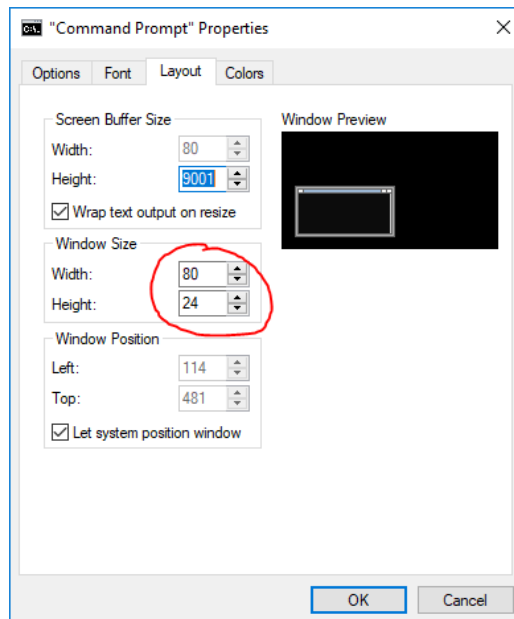 C:\. "Command Prompt" Properties
Options Font Layout Colors
Screen Buffer Size
Width: 80
Height: 9001
Wrap text output on resize
Window Size
Width: 80
Height: 24
Window Position
Left: 114
Top: 481
Let system position window
Window Preview
OK Cancel